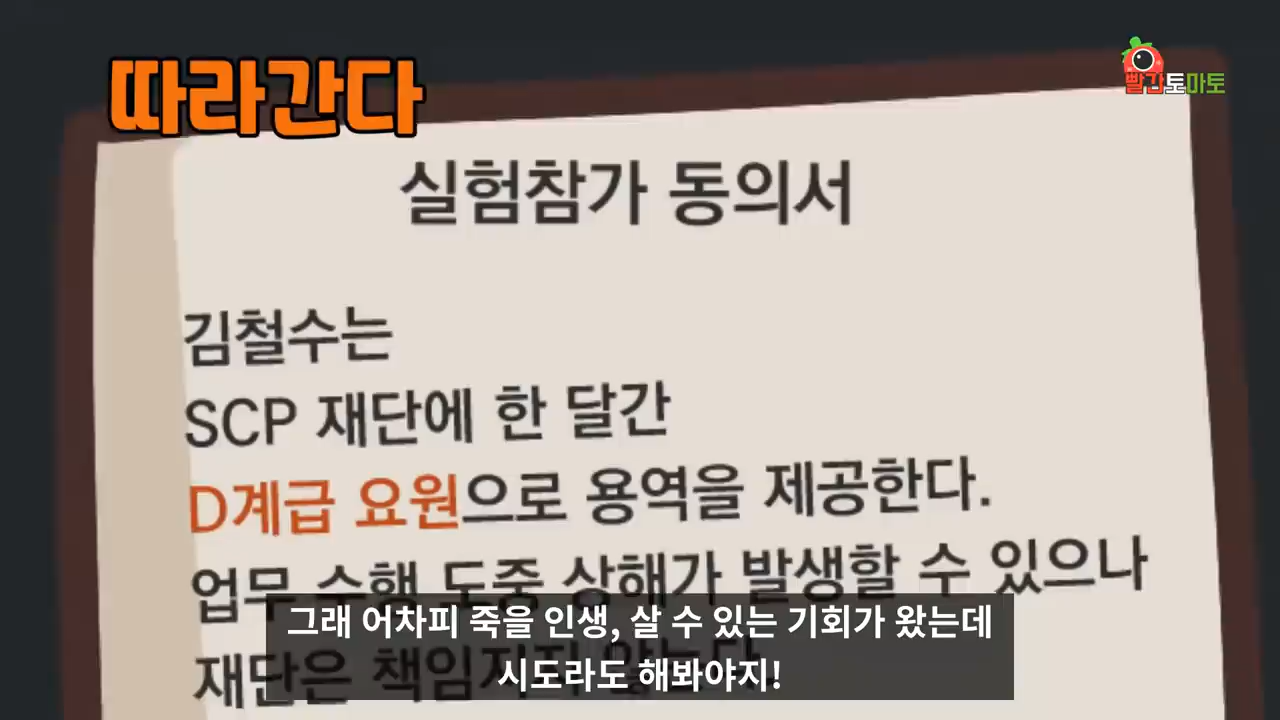 따라간다
빨간토마토
실험참가 동의서
김철수는
SCP 재단에 한 달간
D계급 요원으로 용역을 제공한다.
업무 수행 도중 상해가 발생할 수 있으나
재단은 책임지지 않는다
그래 어차피 죽을 인생, 살 수 있는 기회가 왔는데
시도라도 해봐야지!